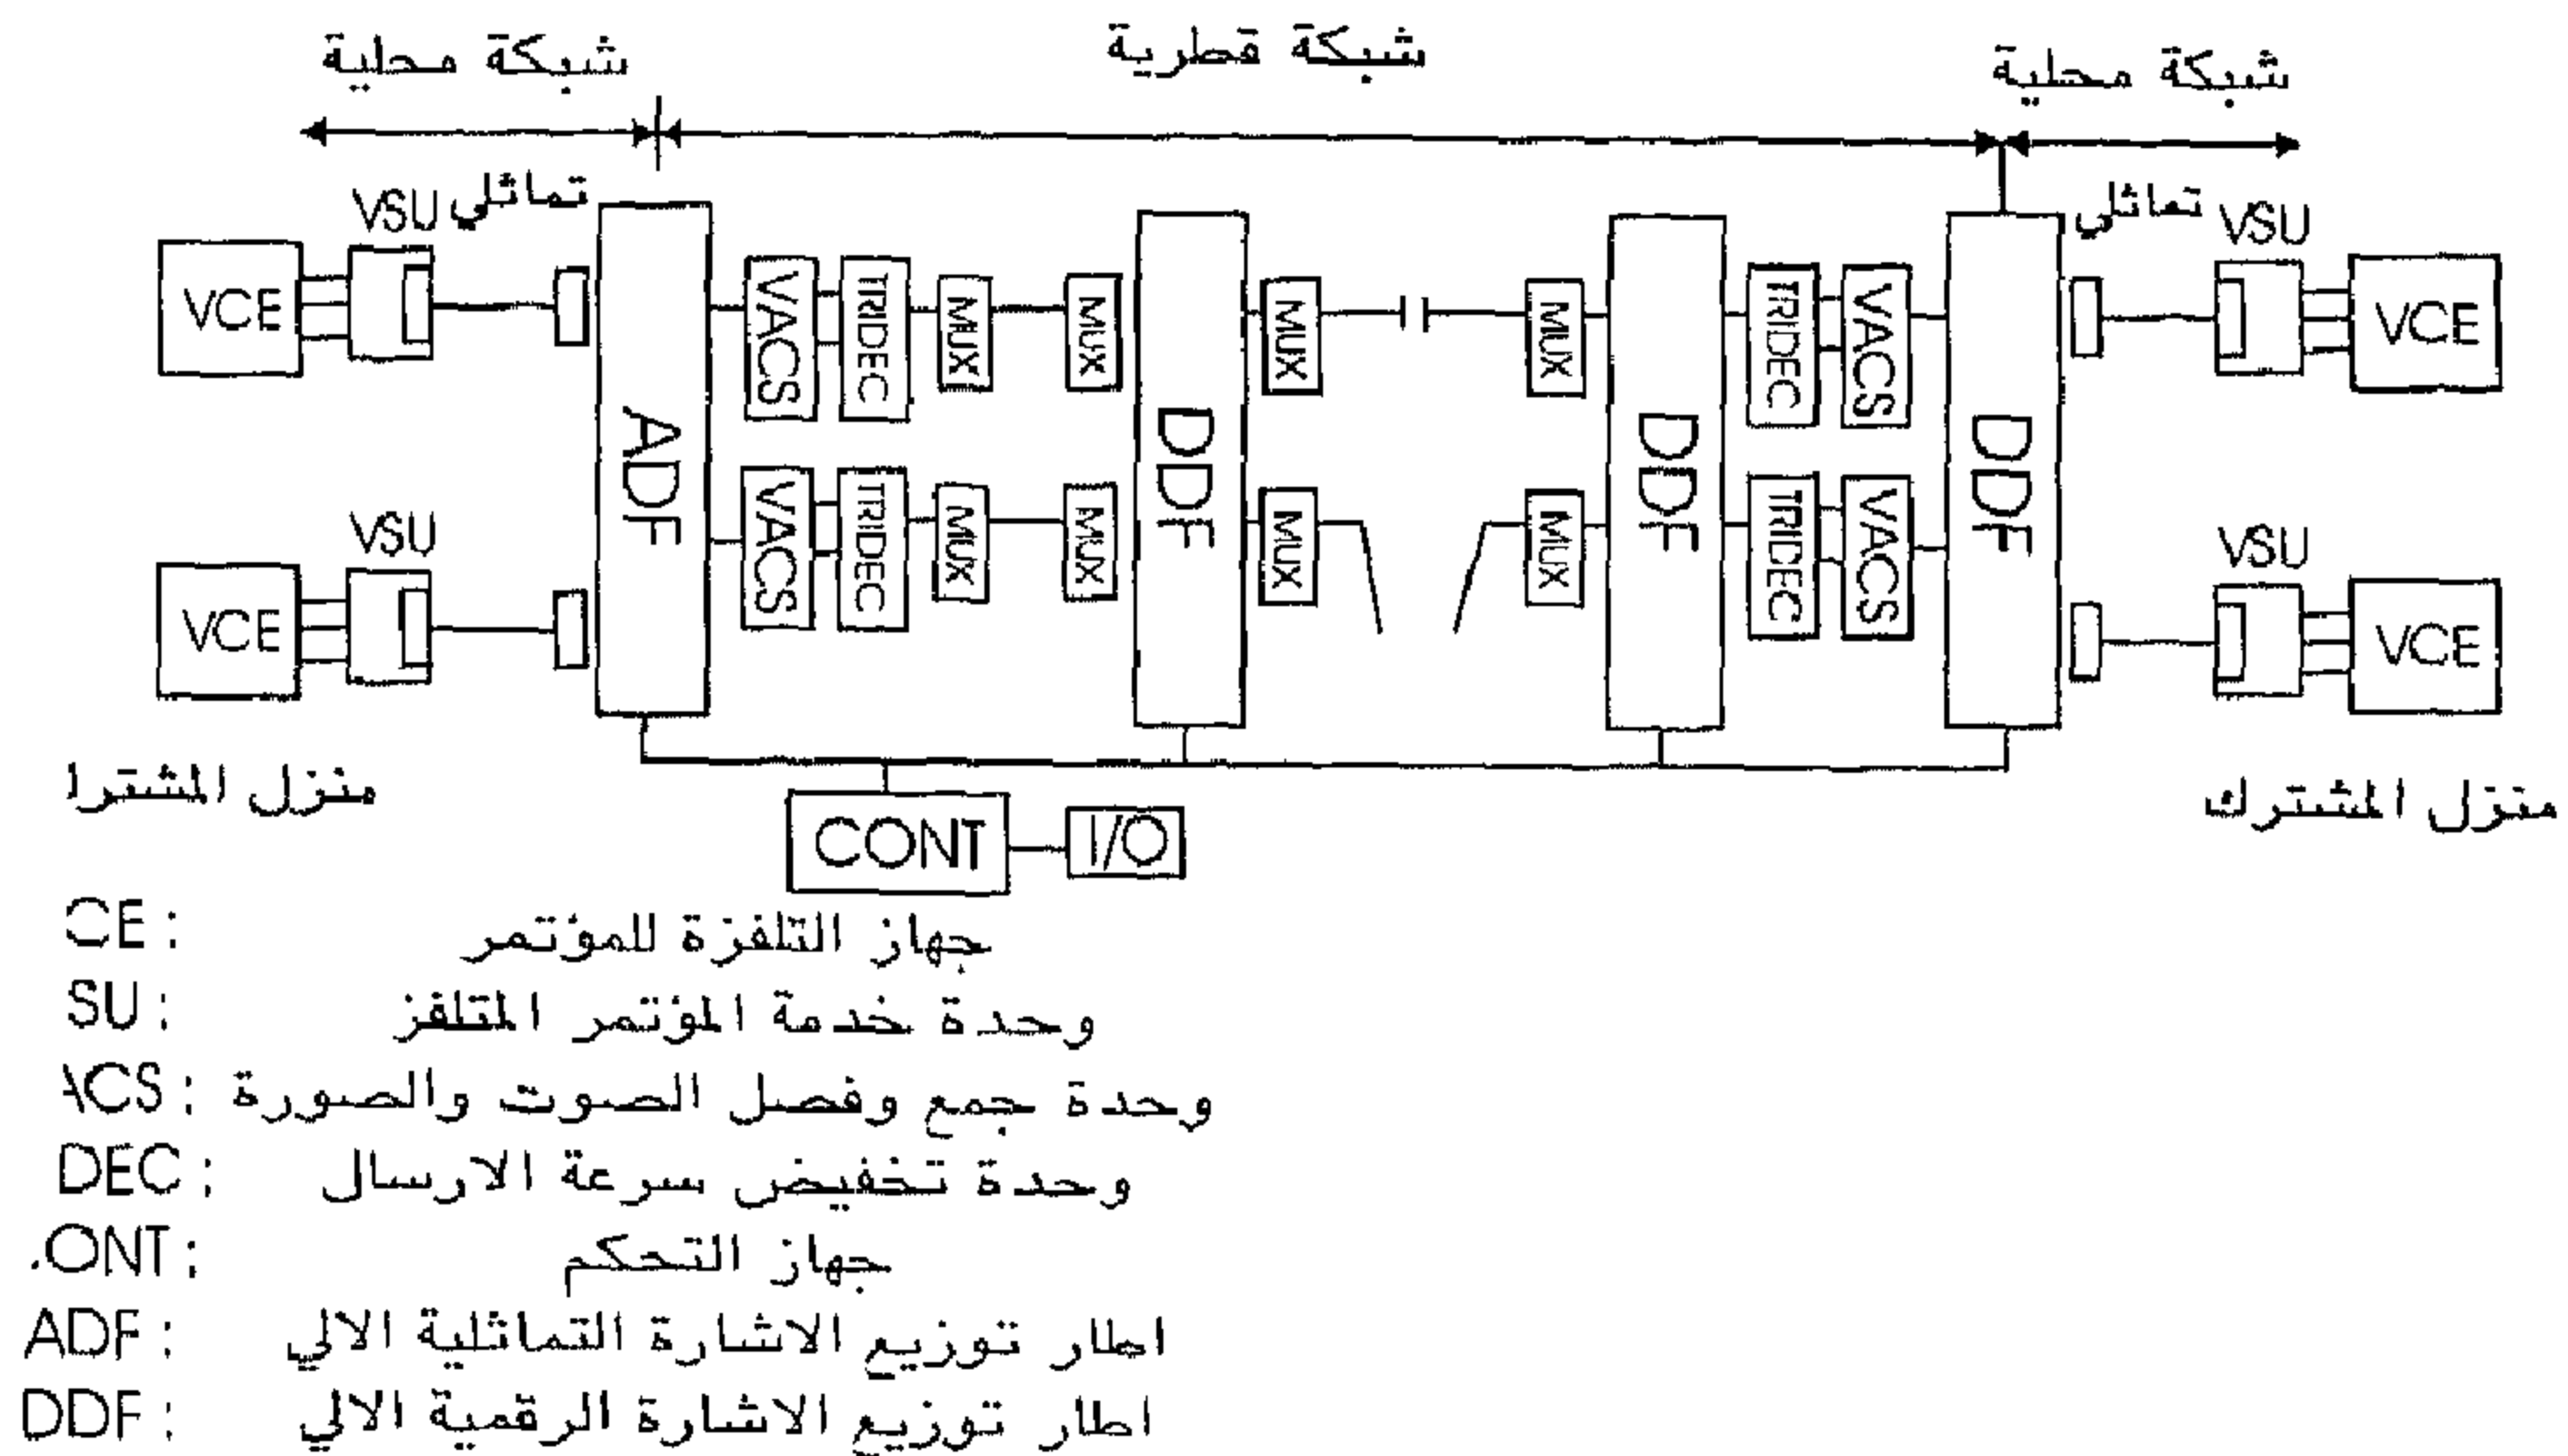 شبكة محلية
شبكة قطرية
شبكة محلية
VSU تماثلي
تماثلي VSU
VCE
ADF
VACS
TRIDEC
MUX
MUX
DDF
MUX
MUX
DDF
TRIDEC
VACS
DDF
VCE
VACS
TRIDEC
MUX
MUX
MUX
MUX
TRIDEC
VACS
VSU
VSU
VCE
VCE
منزل المشترا
منزل المشترك
CONT
I/O
CE : جهاز التلفزة للمؤتمر
SU : وحدة خدمة المؤتمر المتلفز
ACS : وحدة جمع وفصل الصوت والصورة
DEC : وحدة تخفيض سرعة الارسال
ONT : جهاز التحكم
ADF : اطار توزيع الاشارة التماثلية الالي
DDF : اطار توزيع الاشارة الرقمية الالي